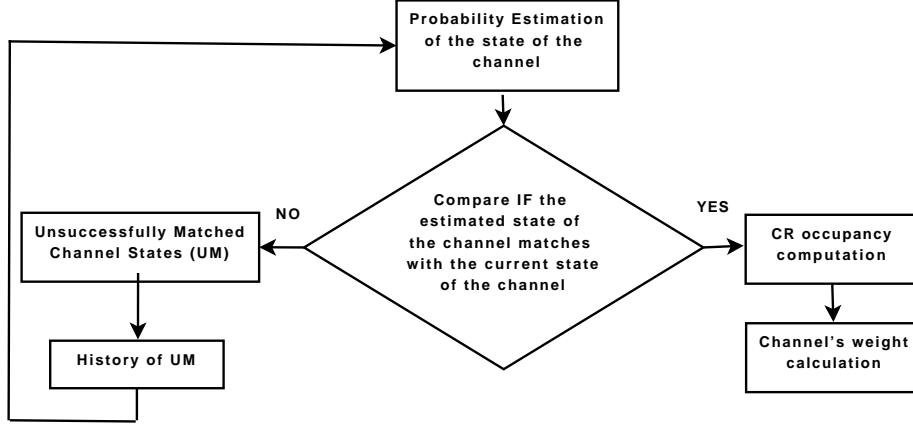 Probability Estimation
of the state of the
channel
Compare IF the
estimated state of
the channel matches
with the current state
of the channel
NO
YES
Unsuccessfully Matched
Channel States (UM)
History of UM
CR occupancy
computation
Channel's weight
calculation